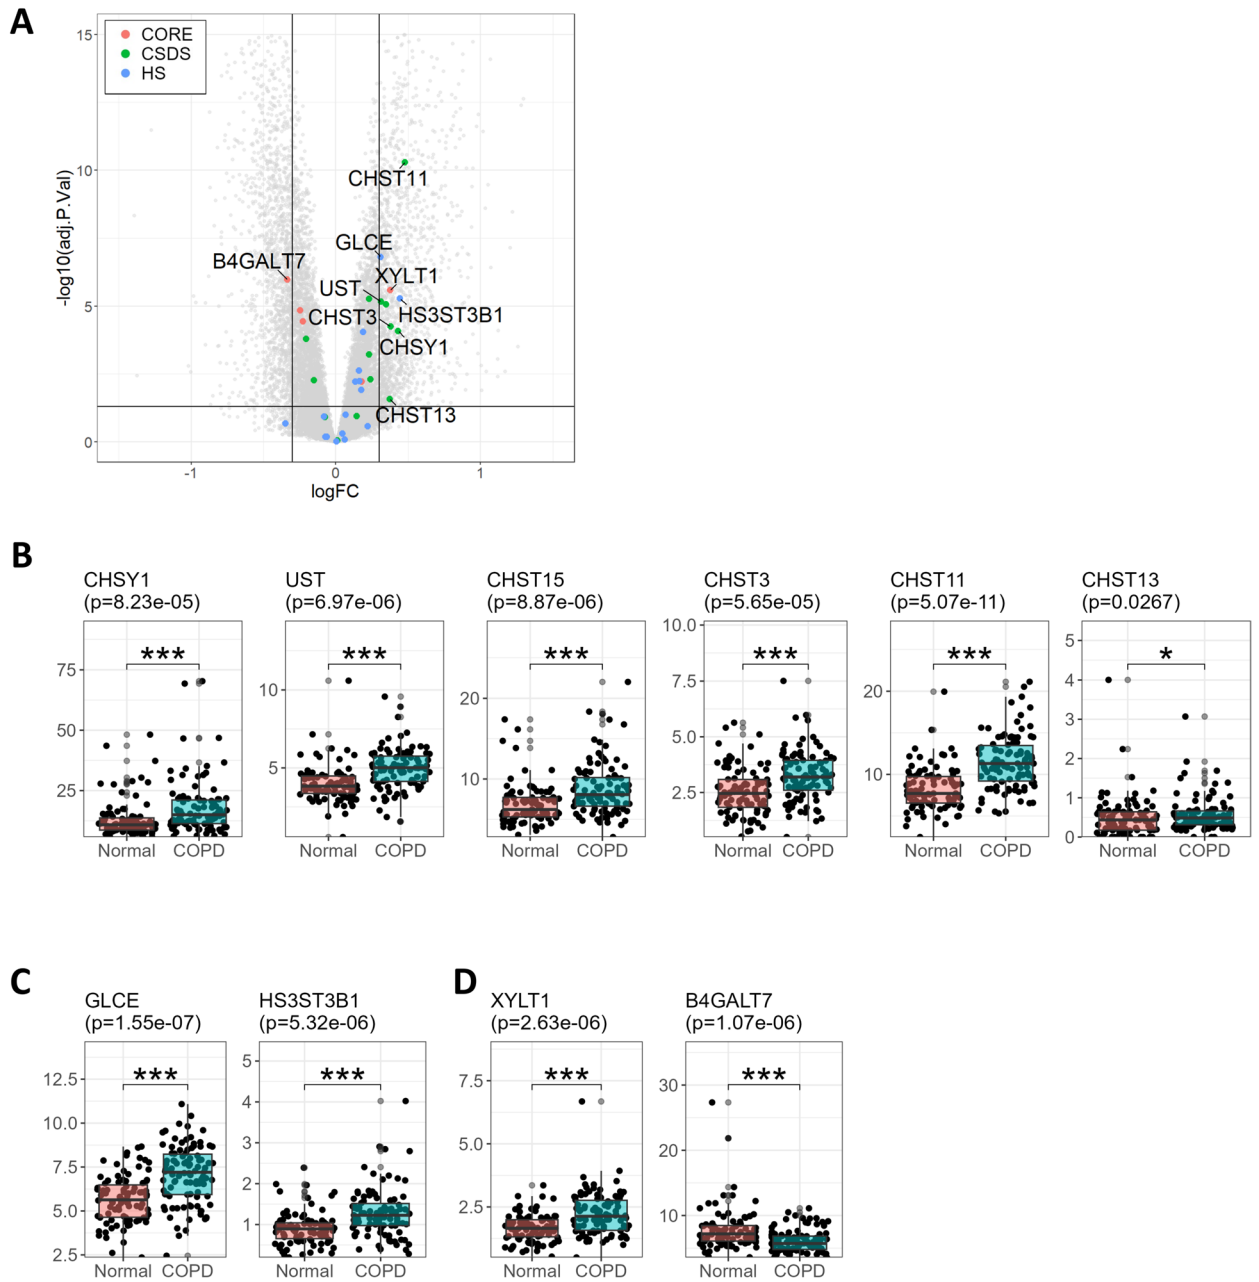 A
CORE
CSDS
HS
15
10
5
0
-log10(adj.P.Val)
CHST11
GLCE
B4GALT7
XYLT1
UST
HS3ST3B1
CHST3
CHSY1
CHST13
-1
0
1
logFC
B
CHSY1
(p=8.23e-05)
***
75
50
25
Normal COPD
UST
(p=6.97e-06)
***
10
5
Normal COPD
CHST15
(p=8.87e-06)
***
20
10
Normal COPD
CHST3
(p=5.65e-05)
***
10.0
7.5
5.0
2.5
Normal COPD
CHST11
(p=5.07e-11)
***
20
10
Normal COPD
CHST13
(p=0.0267)
*
5
4
3
2
1
0
Normal COPD
C
GLCE
(p=1.55e-07)
***
12.5
10.0
7.5
5.0
2.5
Normal COPD
HS3ST3B1
(p=5.32e-06)
***
5
4
3
2
1
Normal COPD
D
XYLT1
(p=2.63e-06)
***
7.5
5.0
2.5
Normal COPD
B4GALT7
(p=1.07e-06)
***
30
20
10
Normal COPD